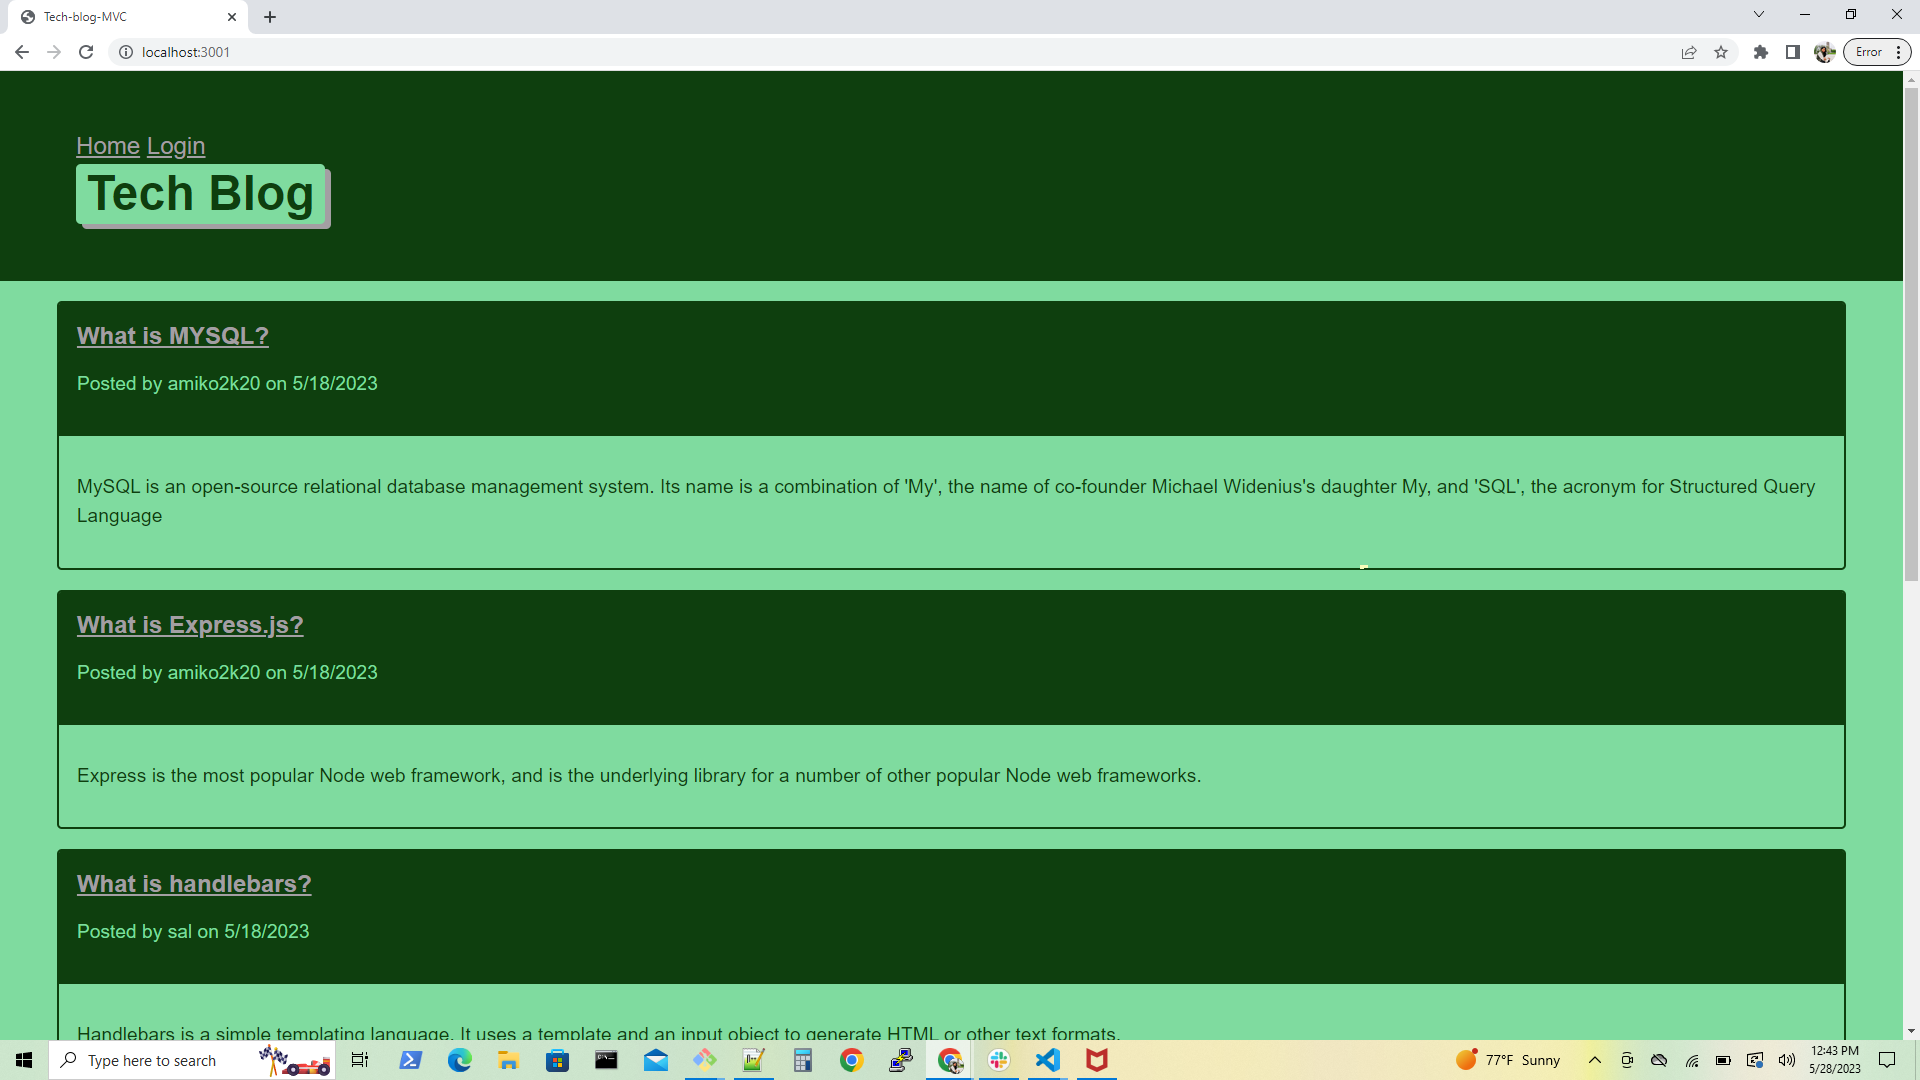 Tech-blog-MVC
localhost:3001
Error
Home Login
Tech Blog
What is MYSQL?
Posted by amiko2k20 on 5/18/2023
MySQL is an open-source relational database management system. Its name is a combination of 'My', the name of co-founder Michael Widenius's daughter My, and 'SQL', the acronym for Structured Query
Language
What is Express.js?
Posted by amiko2k20 on 5/18/2023
Express is the most popular Node web framework, and is the underlying library for a number of other popular Node web frameworks.
What is handlebars?
Posted by sal on 5/18/2023
Handlebars is a simple templating language. It uses a template and an input object to generate HTML or other text formats.
Type here to search
77°F Sunny
12:43 PM
5/28/2023